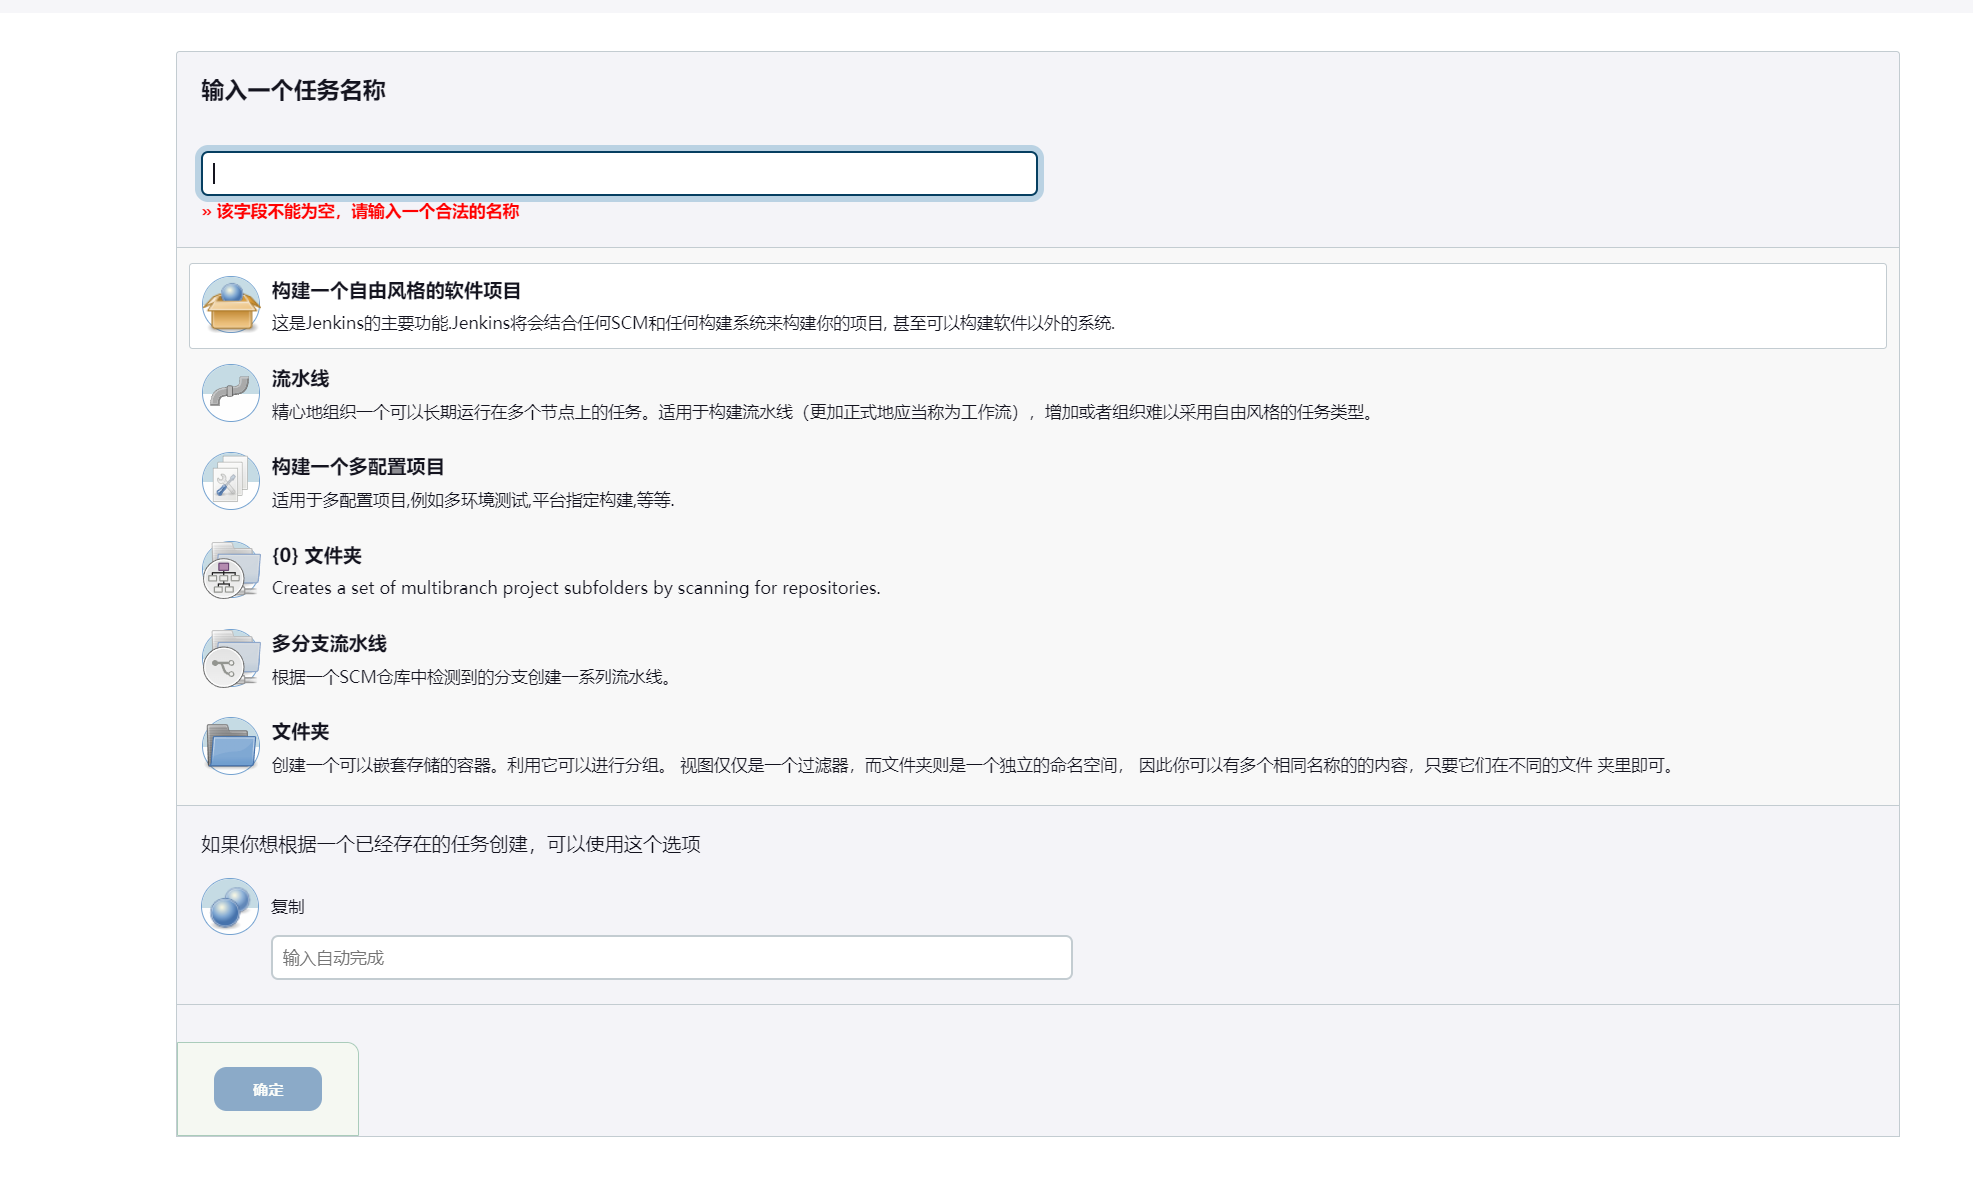 输入一个任务名称
» 该字段不能为空，请输入一个合法的名称
构建一个自由风格的软件项目
这是Jenkins的主要功能.Jenkins将会结合任何SCM和任何构建系统来构建你的项目, 甚至可以构建软件以外的系统.
流水线
精心地组织一个可以长期运行在多个节点上的任务。适用于构建流水线（更加正式地应当称为工作流），增加或者组织难以采用自由风格的任务类型。
构建一个多配置项目
适用于多配置项目,例如多环境测试,平台指定构建,等等.
{0} 文件夹
Creates a set of multibranch project subfolders by scanning for repositories.
多分支流水线
根据一个SCM仓库中检测到的分支创建一系列流水线。
文件夹
创建一个可以嵌套存储的容器。利用它可以进行分组。 视图仅仅是一个过滤器，而文件夹则是一个独立的命名空间， 因此你可以有多个相同名称的的内容，只要它们在不同的文件 夹里即可。
如果你想根据一个已经存在的任务创建，可以使用这个选项
复制
输入自动完成
确定